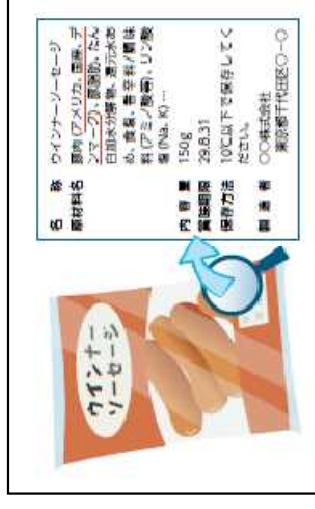 ウインナー
ソーセージ
名称 ウインナーソーセージ
原材料名 豚肉（アメリカ、国産、デ
ンマーク）、豚脂肪、たん
白加水分解物、還元水あ
め、食塩、香辛料／調味
料（アミノ酸等）、リン酸
塩（Na、K）…
内容量 150g
賞味期限 29.8.31
保存方法 10℃以下で保存してく
ださい。
製造者 〇〇株式会社
東京都千代田区〇−〇